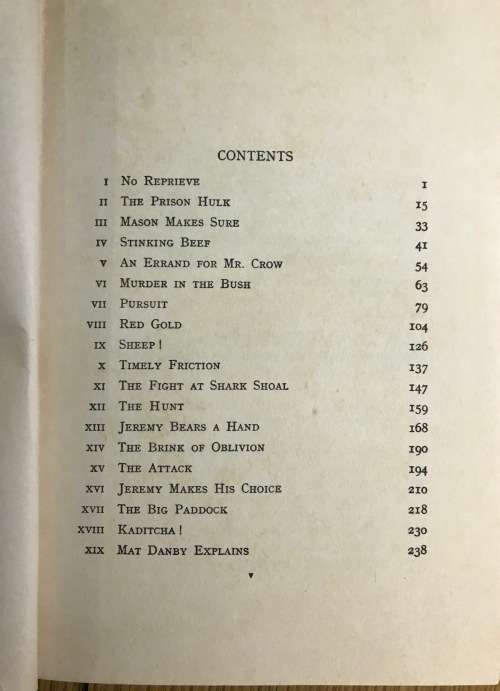 CONTENTS
I No Reprieve 1
II The Prison Hulk 15
III Mason Makes Sure 33
IV Stinking Beef 41
V An Errand for Mr. Crow 54
VI Murder in the Bush 63
VII Pursuit 79
VIII Red Gold 104
IX Sheep! 126
X Timely Friction 137
XI The Fight at Shark Shoal 147
XII The Hunt 159
XIII Jeremy Bears a Hand 168
XIV The Brink of Oblivion 190
XV The Attack 194
XVI Jeremy Makes His Choice 210
XVII The Big Paddock 218
XVIII Kaditcha! 230
XIX Mat Danby Explains 238
v